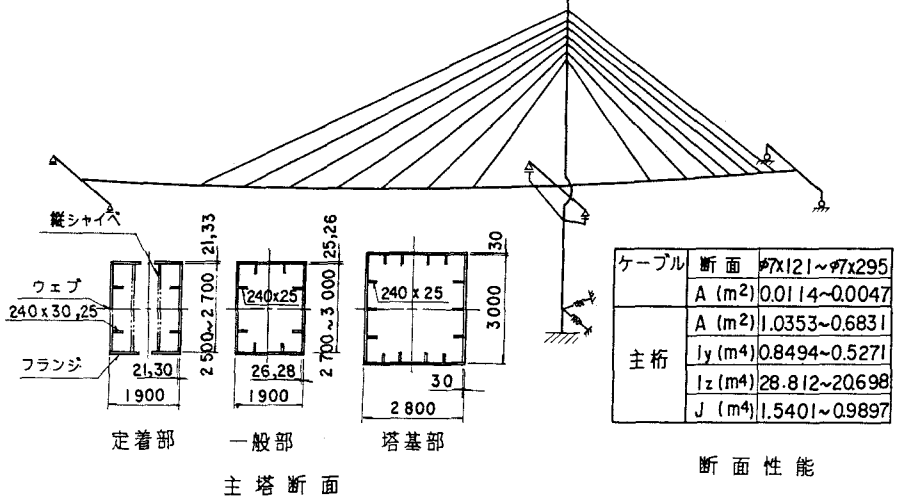 縦シャイベ
ウェブ
240x30,25
フランジ
21,33
2 500~2 700
21,30
1900
定着部
25,26
240x25
2 700~3 000
26,28
1900
一般部
30
240x25
3000
30
2800
塔基部
主塔断面
ケーブル 断面 φ7x121~φ7x295
A (m2) 0.0114~0.0047
主桁 A (m2) 1.0353~0.6831
Iy (m4) 0.8494~0.5271
Iz (m4) 28.812~20.698
J (m4) 1.5401~0.9897
断面性能